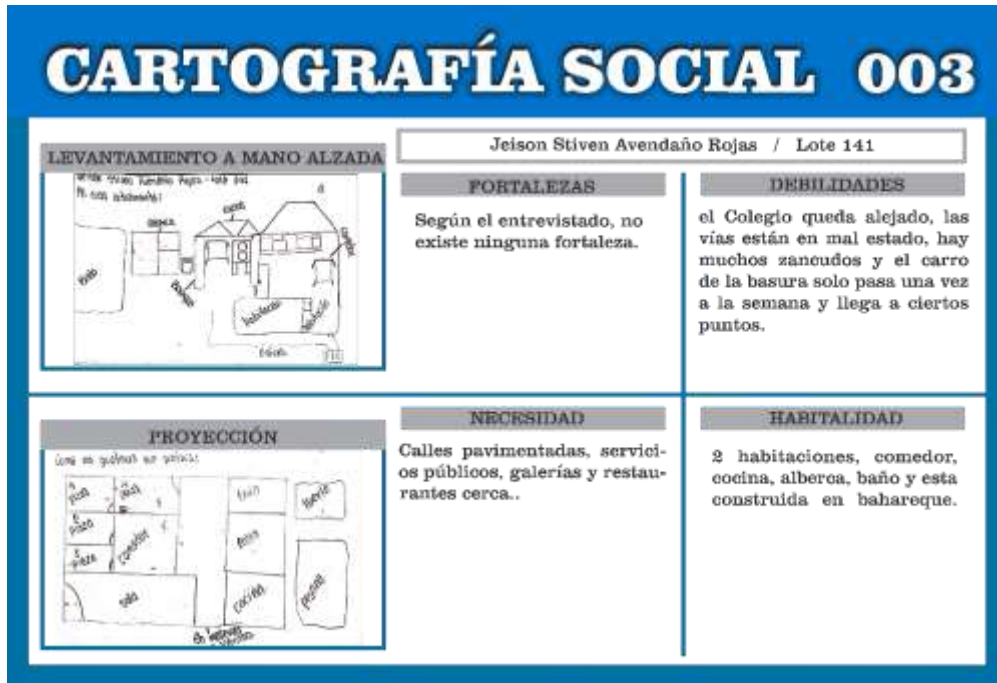 CARTOGRAFÍA SOCIAL 003
Jeison Stiven Avendaño Rojas / Lote 141
LEVANTAMIENTO A MANO ALZADA
habitacion
FORTALEZAS
Según el entrevistado, no
existe ninguna fortaleza.
DEBILIDADES
el Colegio queda alejado, las
vías están en mal estado, hay
muchos zancudos y el carro
de la basura solo pasa una vez
a la semana y llega a ciertos
puntos.
PROYECCIÓN
pieza
pieza
comedor
sala
cocina
NECESIDAD
Calles pavimentadas, servici-
os públicos, galerías y restau-
rantes cerca..
HABITALIDAD
2 habitaciones, comedor,
cocina, alberca, baño y esta
construida en bahareque.